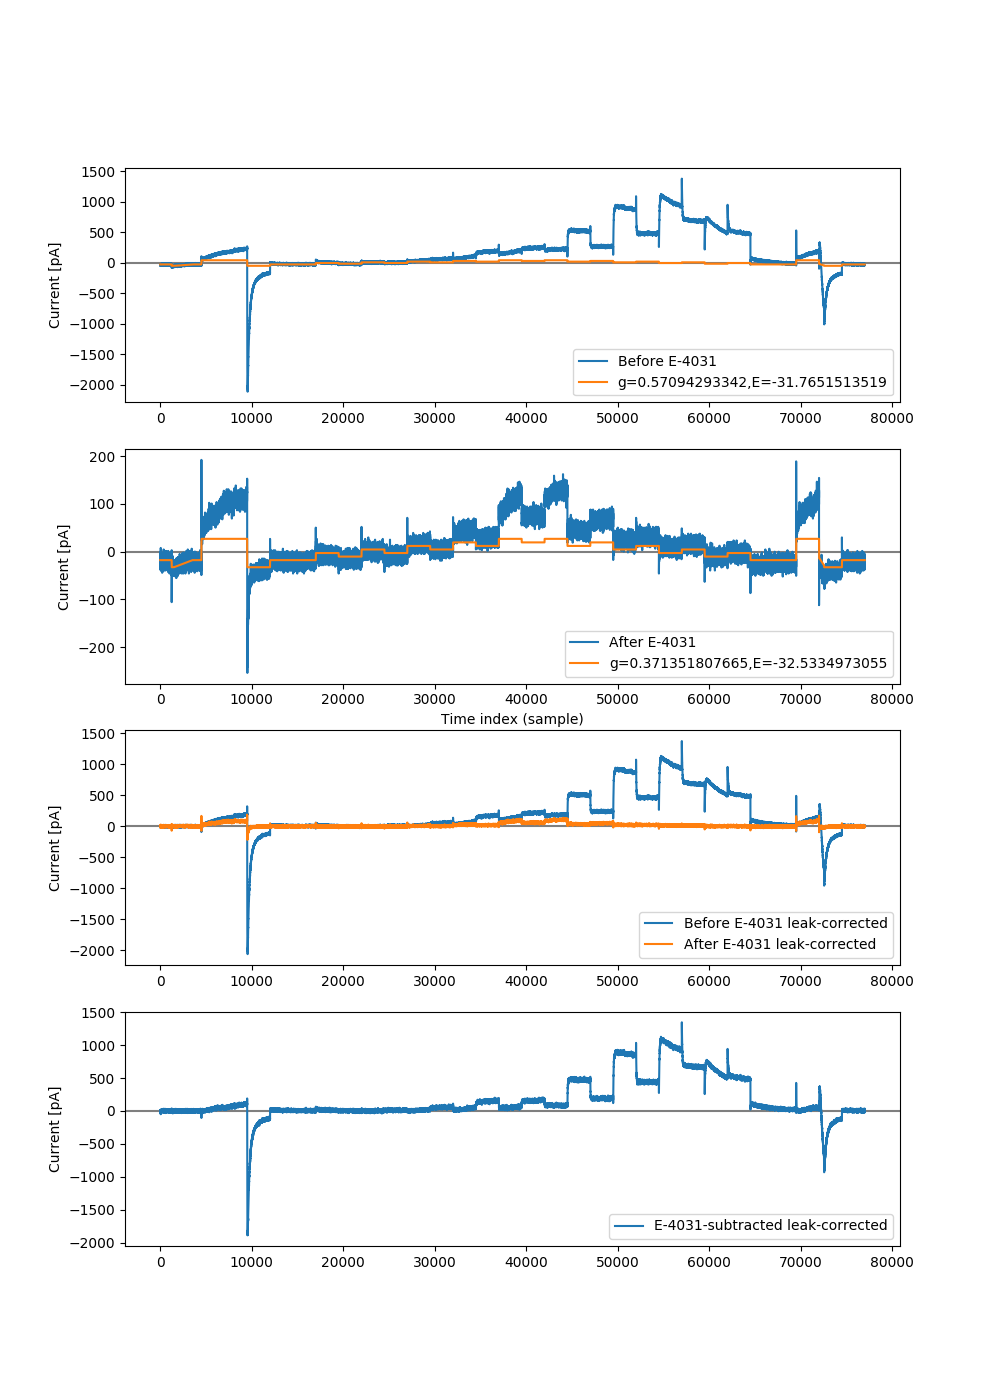 1500
1000
500
0
−500
−1000
−1500
−2000
Current [pA]
Before E-4031
g=0.57094293342,E=-31.7651513519
0 10000 20000 30000 40000 50000 60000 70000 80000
200
100
0
−100
−200
Current [pA]
After E-4031
g=0.371351807665,E=-32.5334973055
0 10000 20000 30000 40000 50000 60000 70000 80000
Time index (sample)
1500
1000
500
0
−500
−1000
−1500
−2000
Current [pA]
Before E-4031 leak-corrected
After E-4031 leak-corrected
0 10000 20000 30000 40000 50000 60000 70000 80000
1500
1000
500
0
−500
−1000
−1500
−2000
Current [pA]
E-4031-subtracted leak-corrected
0 10000 20000 30000 40000 50000 60000 70000 80000